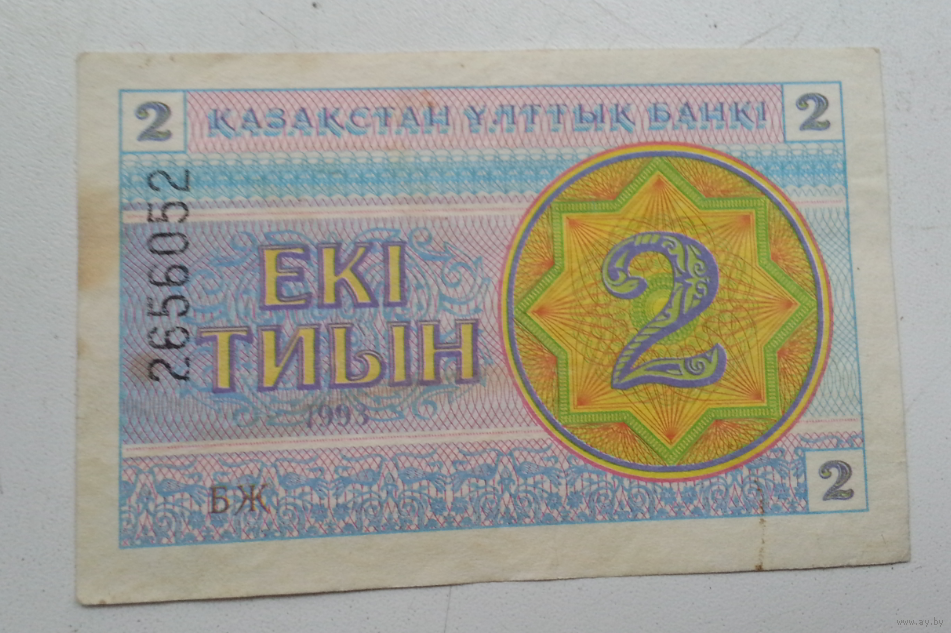 2 ҚАЗАҚСТАН ҰЛТТЫҚ БАНКІ 2
2656052
ЕКІ
ТИЫН
1993
2
БЖ
2
www.ay.by